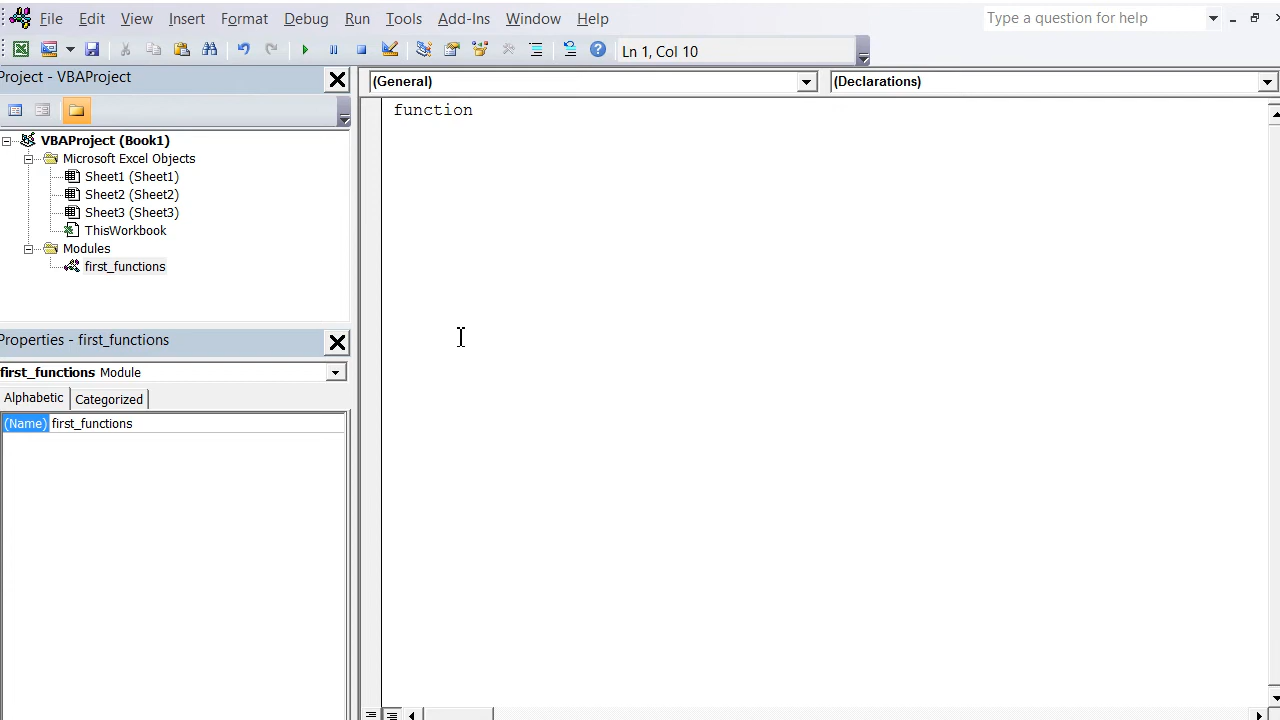 File Edit View Insert Format Debug Run Tools Add-Ins Window Help Type a question for help
Ln 1, Col 10
Project - VBAProject
(General) (Declarations)
function
VBAProject (Book1)
Microsoft Excel Objects
Sheet1 (Sheet1)
Sheet2 (Sheet2)
Sheet3 (Sheet3)
ThisWorkbook
Modules
first_functions
Properties - first_functions
first_functions Module
Alphabetic Categorized
(Name) first_functions